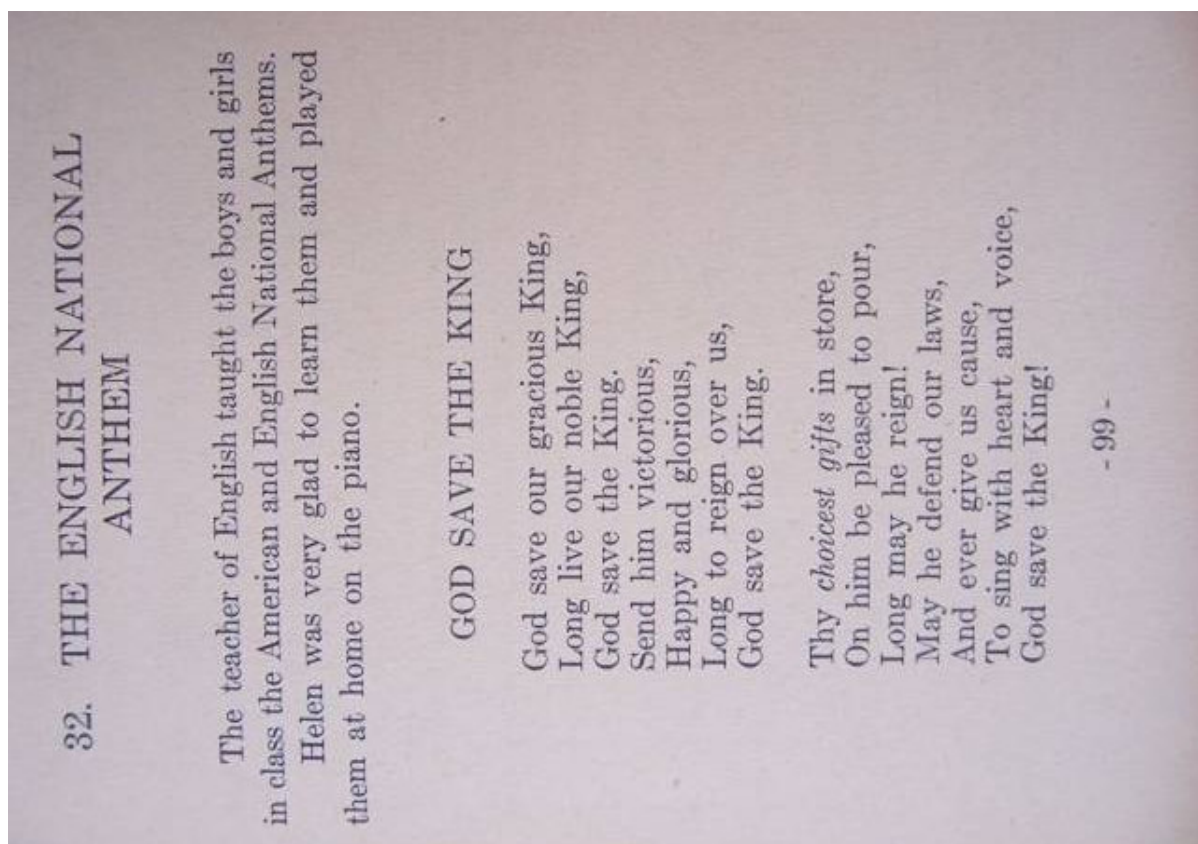 32. THE ENGLISH NATIONAL
ANTHEM
The teacher of English taught the boys and girls
in class the American and English National Anthems.
Helen was very glad to learn them and played
them at home on the piano.
GOD SAVE THE KING
God save our gracious King,
Long live our noble King,
God save the King.
Send him victorious,
Happy and glorious,
Long to reign over us,
God save the King.
Thy choicest gifts in store,
On him be pleased to pour,
Long may he reign!
May he defend our laws,
And ever give us cause,
To sing with heart and voice,
God save the King!
- 99 -